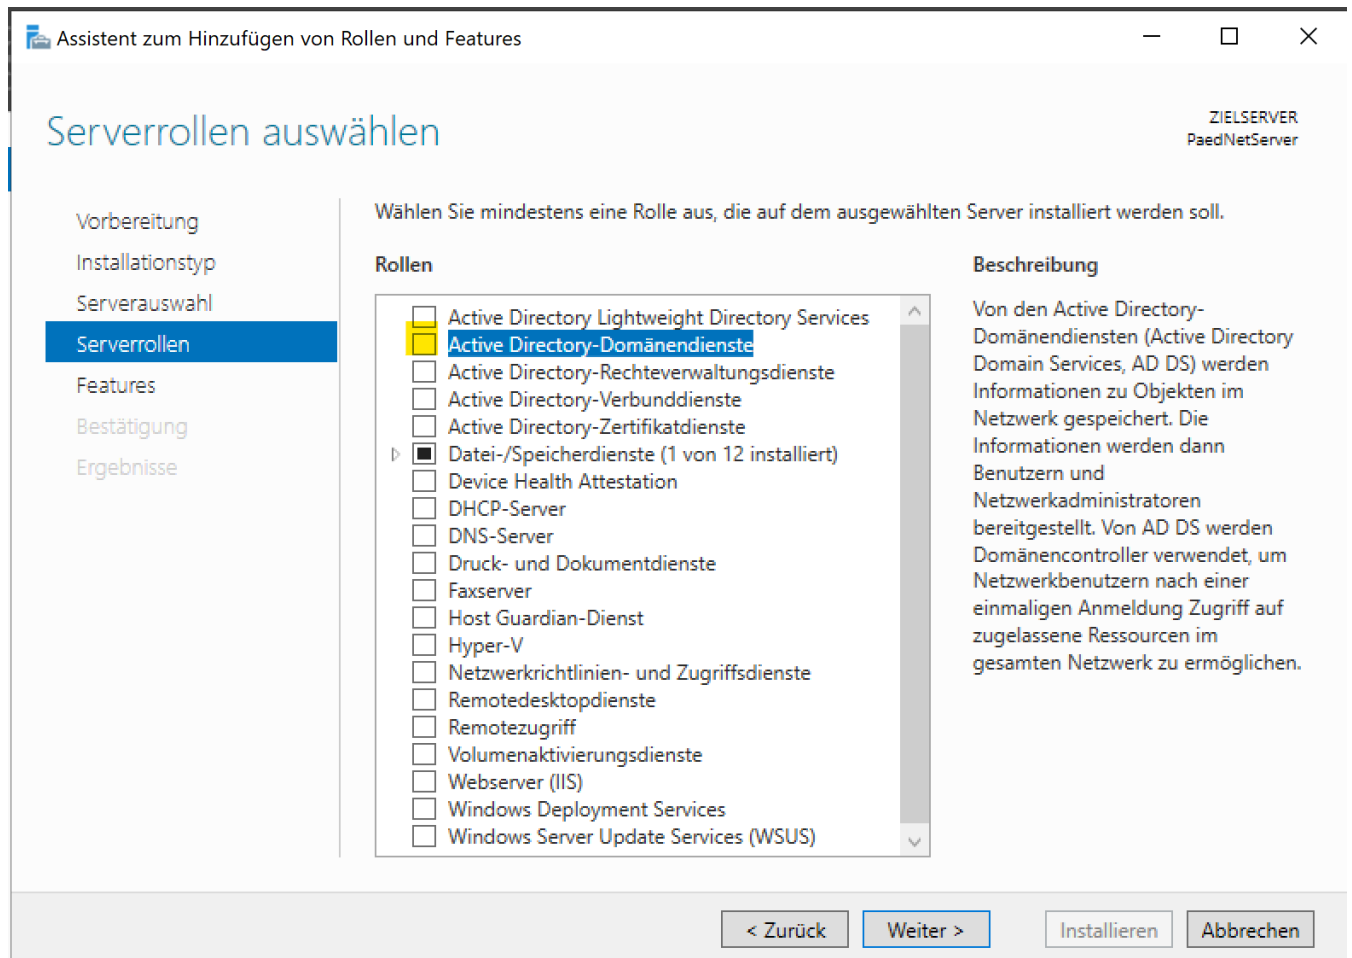 Assistent zum Hinzufügen von Rollen und Features
Serverrollen auswählen
ZIELSERVER
PaedNetServer
Vorbereitung
Installationstyp
Serverauswahl
Serverrollen
Features
Bestätigung
Ergebnisse
Wählen Sie mindestens eine Rolle aus, die auf dem ausgewählten Server installiert werden soll.
Rollen
Active Directory Lightweight Directory Services
Active Directory-Domänendienste
Active Directory-Rechteverwaltungsdienste
Active Directory-Verbunddienste
Active Directory-Zertifikatdienste
Datei-/Speicherdienste (1 von 12 installiert)
Device Health Attestation
DHCP-Server
DNS-Server
Druck- und Dokumentdienste
Faxserver
Host Guardian-Dienst
Hyper-V
Netzwerkrichtlinien- und Zugriffsdienste
Remotedesktopdienste
Remotezugriff
Volumenaktivierungsdienste
Webserver (IIS)
Windows Deployment Services
Windows Server Update Services (WSUS)
Beschreibung
Von den Active Directory-
Domänendiensten (Active Directory
Domain Services, AD DS) werden
Informationen zu Objekten im
Netzwerk gespeichert. Die
Informationen werden dann
Benutzern und
Netzwerkadministratoren
bereitgestellt. Von AD DS werden
Domänencontroller verwendet, um
Netzwerkbenutzern nach einer
einmaligen Anmeldung Zugriff auf
zugelassene Ressourcen im
gesamten Netzwerk zu ermöglichen.
< Zurück
Weiter >
Installieren
Abbrechen